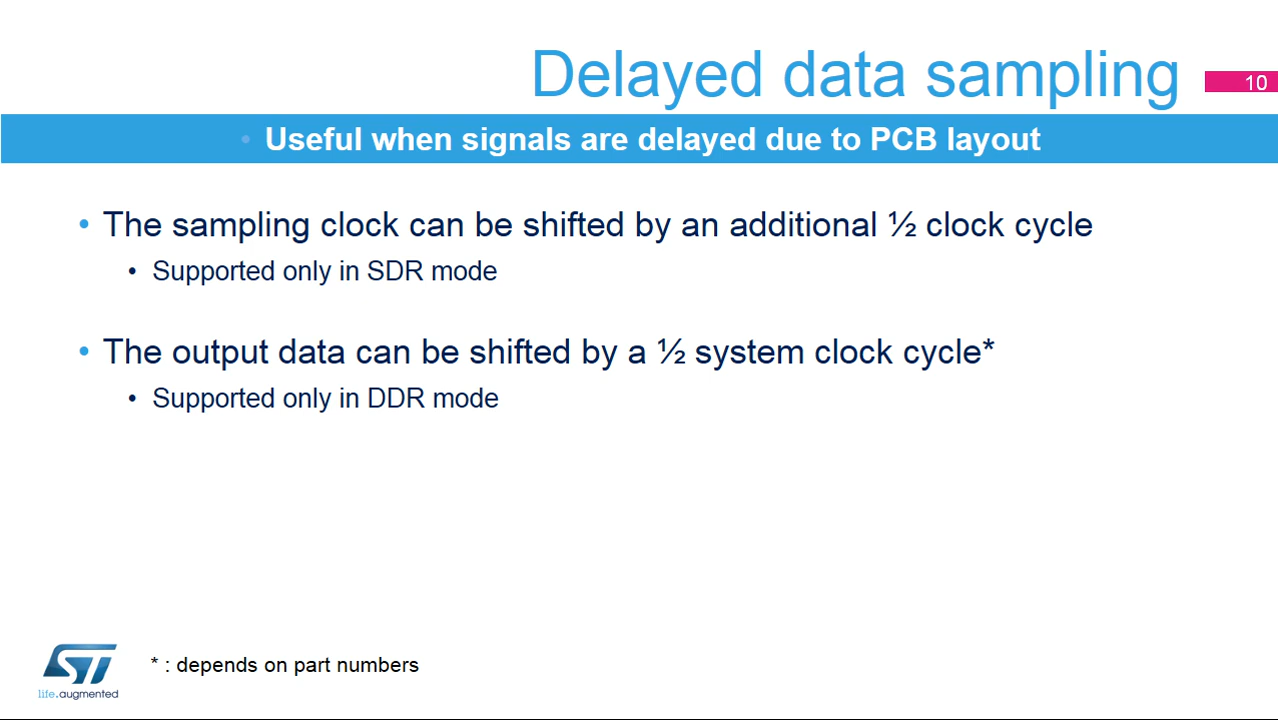 Delayed data sampling
10
• Useful when signals are delayed due to PCB layout
• The sampling clock can be shifted by an additional ½ clock cycle
• Supported only in SDR mode
• The output data can be shifted by a ½ system clock cycle*
• Supported only in DDR mode
ST
life.augmented
* : depends on part numbers